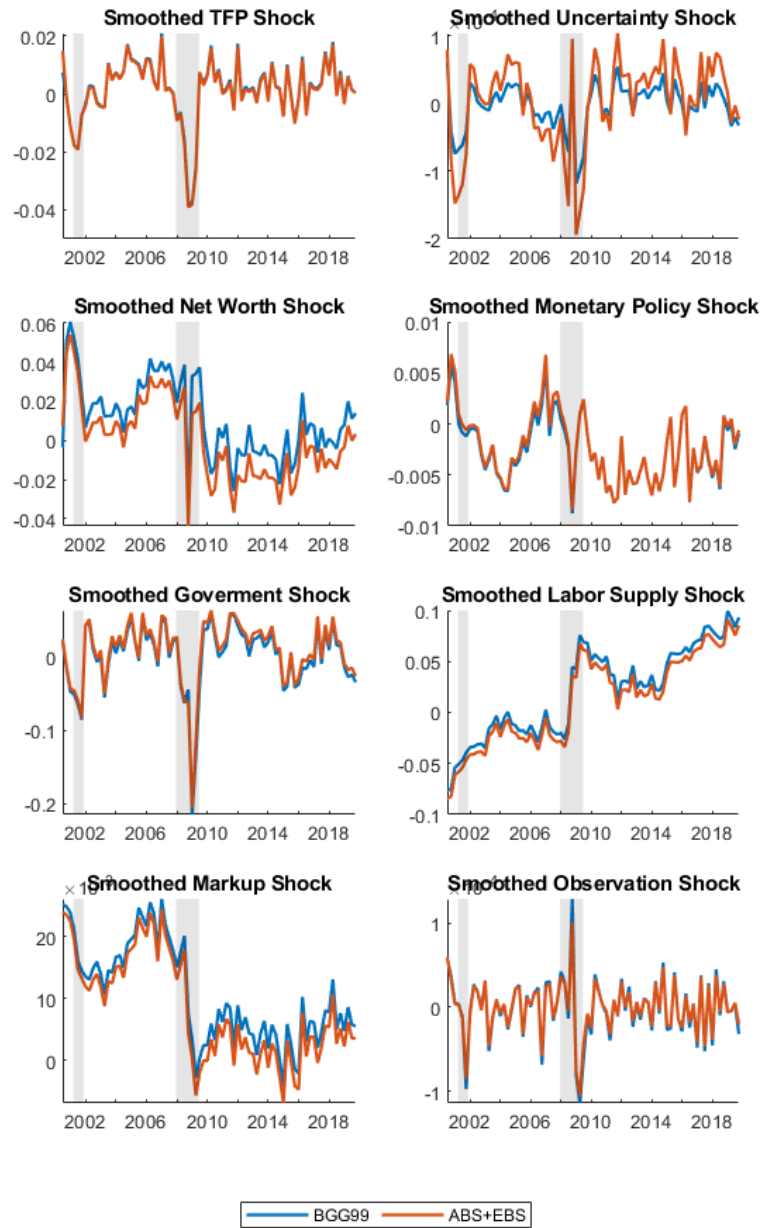 Smoothed TFP Shock
0.02
0
-0.02
-0.04
2002 2006 2010 2014 2018
Smoothed Uncertainty Shock
1
0
-1
-2
2002 2006 2010 2014 2018
Smoothed Net Worth Shock
0.06
0.04
0.02
0
-0.02
-0.04
2002 2006 2010 2014 2018
Smoothed Monetary Policy Shock
0.01
0.005
0
-0.005
-0.01
2002 2006 2010 2014 2018
Smoothed Goverment Shock
0
-0.1
-0.2
2002 2006 2010 2014 2018
Smoothed Labor Supply Shock
0.1
0.05
0
-0.05
-0.1
2002 2006 2010 2014 2018
Smoothed Markup Shock
20
10
0
2002 2006 2010 2014 2018
Smoothed Observation Shock
1
0
-1
2002 2006 2010 2014 2018
BGG99 ABS+EBS